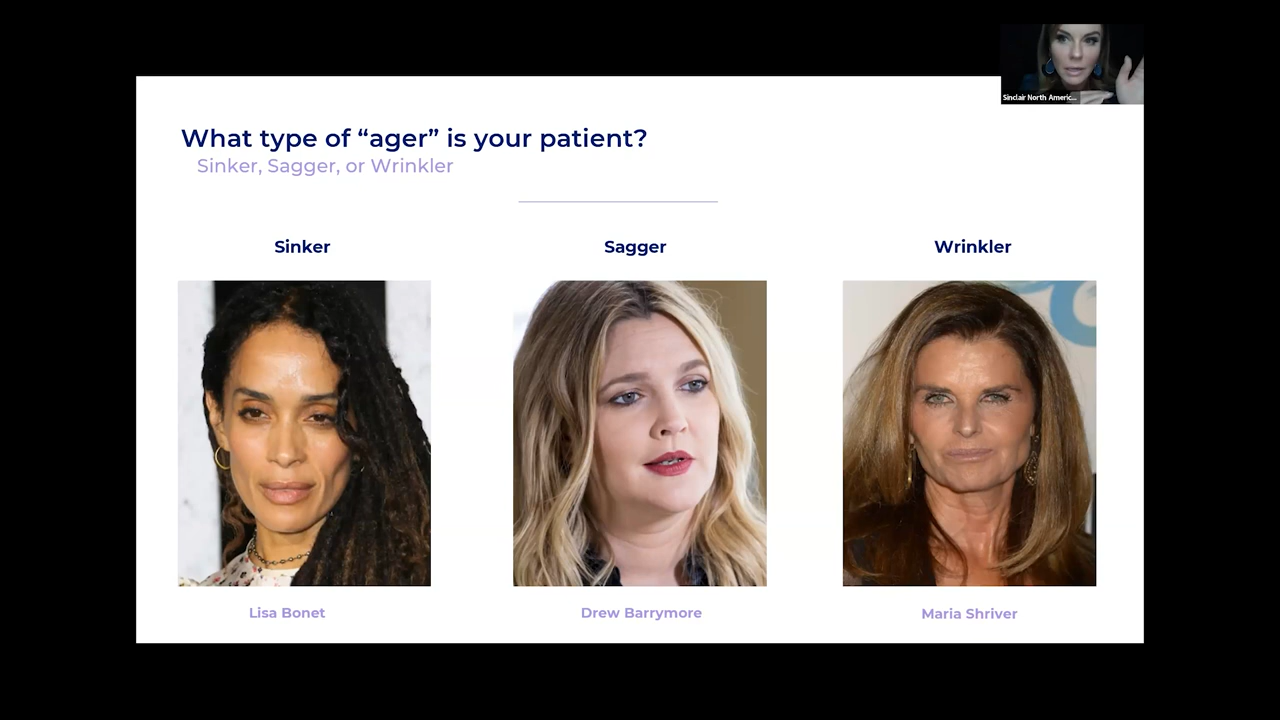 Sinclair North Americ...
What type of “ager” is your patient?
Sinker, Sagger, or Wrinkler
Sinker
Sagger
Wrinkler
Lisa Bonet
Drew Barrymore
Maria Shriver